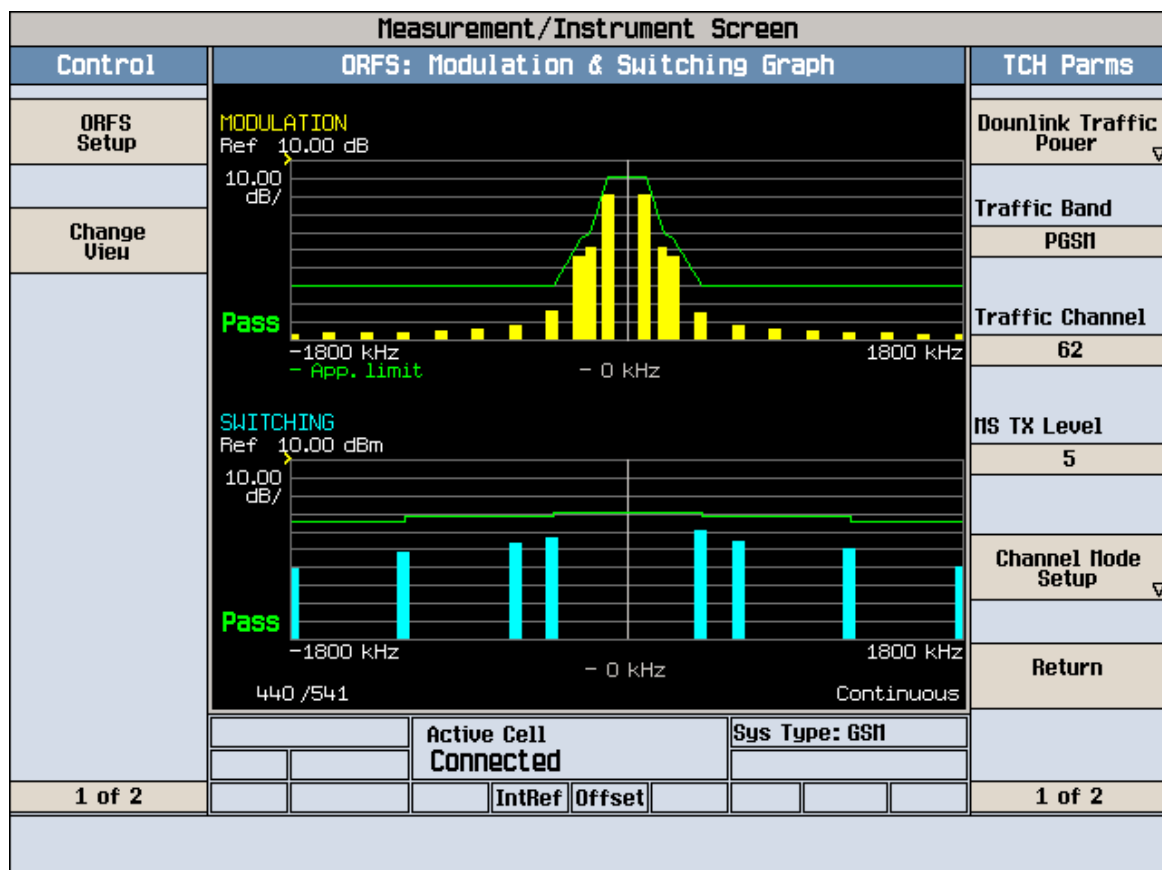 Measurement/Instrument Screen
Control
ORFS: Modulation & Switching Graph
TCH Parms
ORFS
Setup
Change
View
1 of 2
MODULATION
Ref 10.00 dB
10.00
dB/
Pass
-1800 kHz
1800 kHz
- App. limit
- 0 kHz
SWITCHING
Ref 10.00 dBm
10.00
dB/
Pass
-1800 kHz
1800 kHz
- 0 kHz
440 /541
Continuous
Active Cell
Connected
Sys Type: GSM
IntRef
Offset
Downlink Traffic
Power
Traffic Band
PGSM
Traffic Channel
62
MS TX Level
5
Channel Mode
Setup
Return
1 of 2